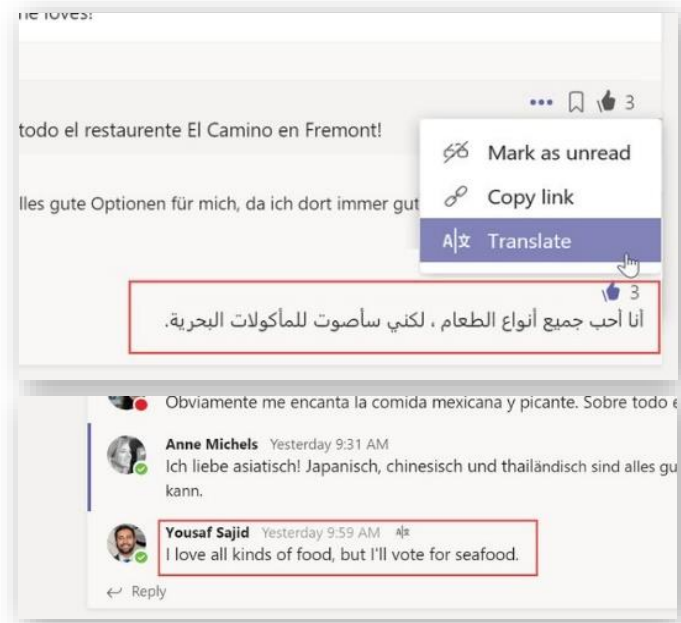 todo el restaurente El Camino en Fremont!
3
Mark as unread
lles gute Optionen für mich, da ich dort immer gut
Copy link
Translate
3
أنا أحب جميع أنواع الطعام ، لكني سأصوت للمأكولات البحرية.
Obviamente me encanta la comida mexicana y picante. Sobre todo e
Anne Michels Yesterday 9:31 AM
Ich liebe asiatisch! Japanisch, chinesisch und thailändisch sind alles gu
kann.
Yousaf Sajid Yesterday 9:59 AM
I love all kinds of food, but I'll vote for seafood.
Reply